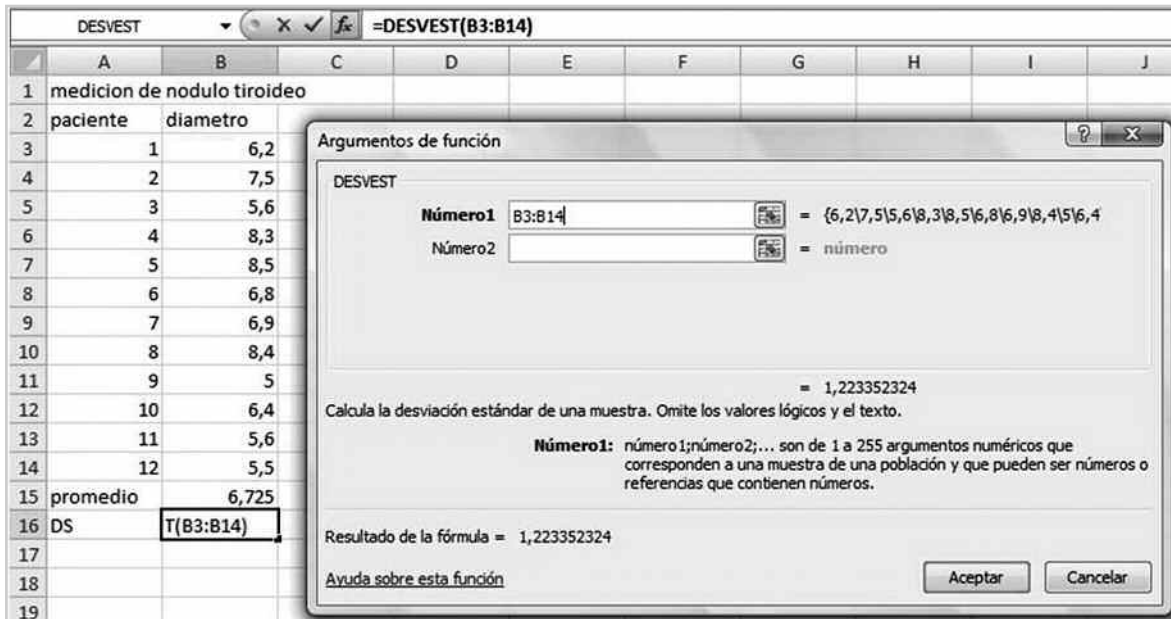 DESVEST =DESVEST(B3:B14)
A B C D E F G H I J
1 medicion de nodulo tiroideo
2 paciente diametro
3 1 6,2
4 2 7,5
5 3 5,6
6 4 8,3
7 5 8,5
8 6 6,8
9 7 6,9
10 8 8,4
11 9 5
12 10 6,4
13 11 5,6
14 12 5,5
15 promedio 6,725
16 DS T(B3:B14)
17
18
19
Argumentos de función
DESVEST
Número1 B3:B14 = {6,2\7,5\5,6\8,3\8,5\6,8\6,9\8,4\5\6,4
Número2 = número
= 1,223352324
Calcula la desviación estándar de una muestra. Omite los valores lógicos y el texto.
Número1: número1;número2;... son de 1 a 255 argumentos numéricos que
corresponden a una muestra de una población y que pueden ser números o
referencias que contienen números.
Resultado de la fórmula = 1,223352324
Ayuda sobre esta función Aceptar Cancelar